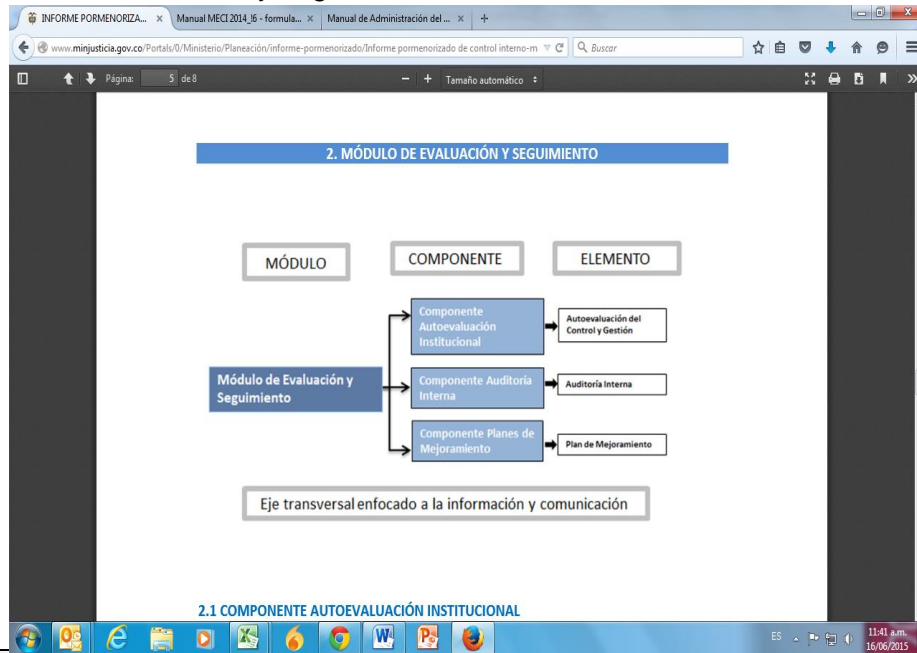 INFORME PORMENORIZA... × Manual MECI 2014_l6 - formula... × Manual de Administración del ... × +
www.minjusticia.gov.co/Portals/0/Ministerio/Planeación/informe-pormenorizado/Informe pormenorizado de control interno-m Buscar
Página: 5 de 8 − + Tamaño automático
2. MÓDULO DE EVALUACIÓN Y SEGUIMIENTO
MÓDULO COMPONENTE ELEMENTO
Componente
Autoevaluación
Institucional
Autoevaluación del
Control y Gestión
Módulo de Evaluación y
Seguimiento
Componente Auditoría
Interna
Auditoría Interna
Componente Planes de
Mejoramiento
Plan de Mejoramiento
Eje transversal enfocado a la información y comunicación
2.1 COMPONENTE AUTOEVALUACIÓN INSTITUCIONAL
ES 11:41 a.m.
16/06/2015